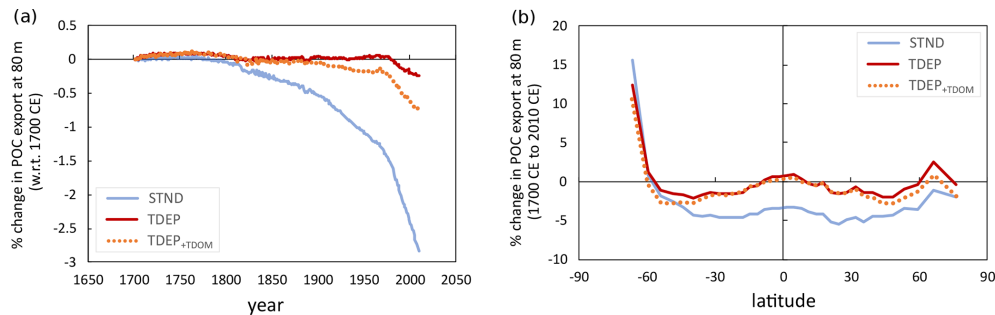 (a)
% change in POC export at 80 m
(w.r.t. 1700 CE)
0.5
0
-0.5
-1
-1.5
-2
-2.5
-3
STND
TDEP
TDEP+TDOM
1650 1700 1750 1800 1850 1900 1950 2000 2050
year
(b)
% change in POC export at 80 m
(1700 CE to 2010 CE)
20
15
10
5
0
-5
-10
STND
TDEP
TDEP+TDOM
-90 -60 -30 0 30 60 90
latitude